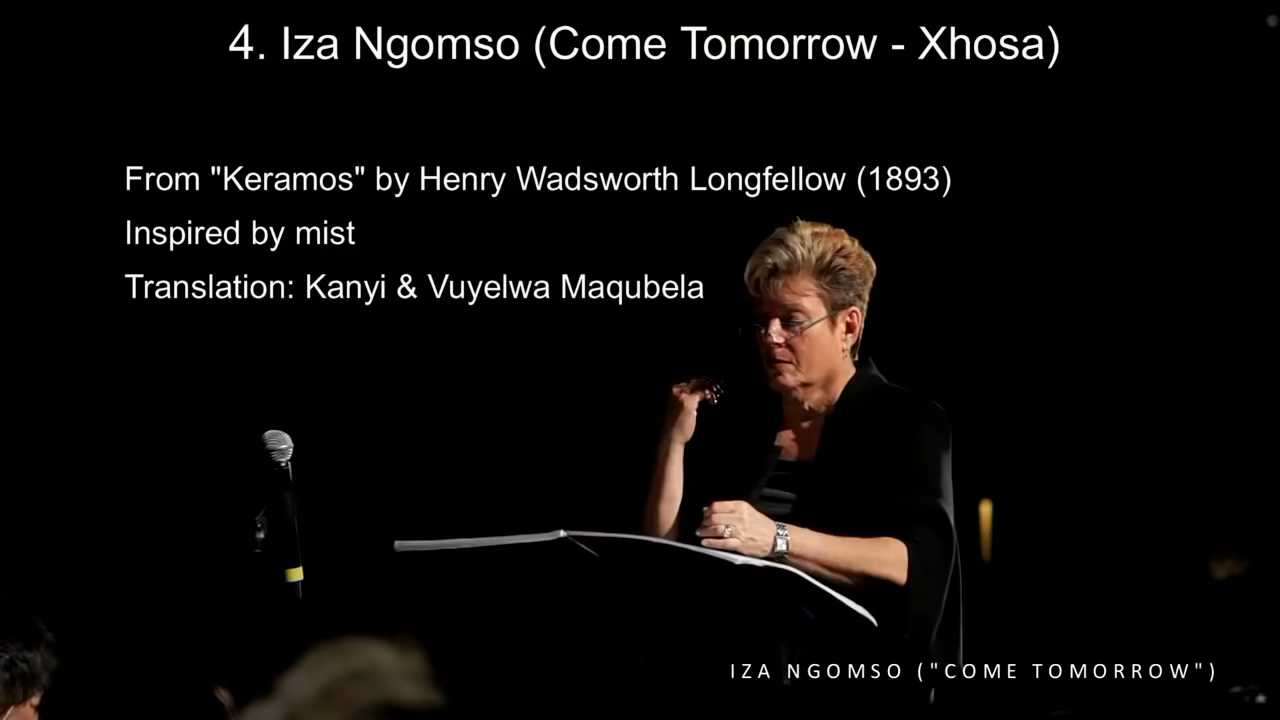 4. Iza Ngomso (Come Tomorrow - Xhosa)
From "Keramos" by Henry Wadsworth Longfellow (1893)
Inspired by mist
Translation: Kanyi & Vuyelwa Maqubela
IZA NGOMSO ("COME TOMORROW")